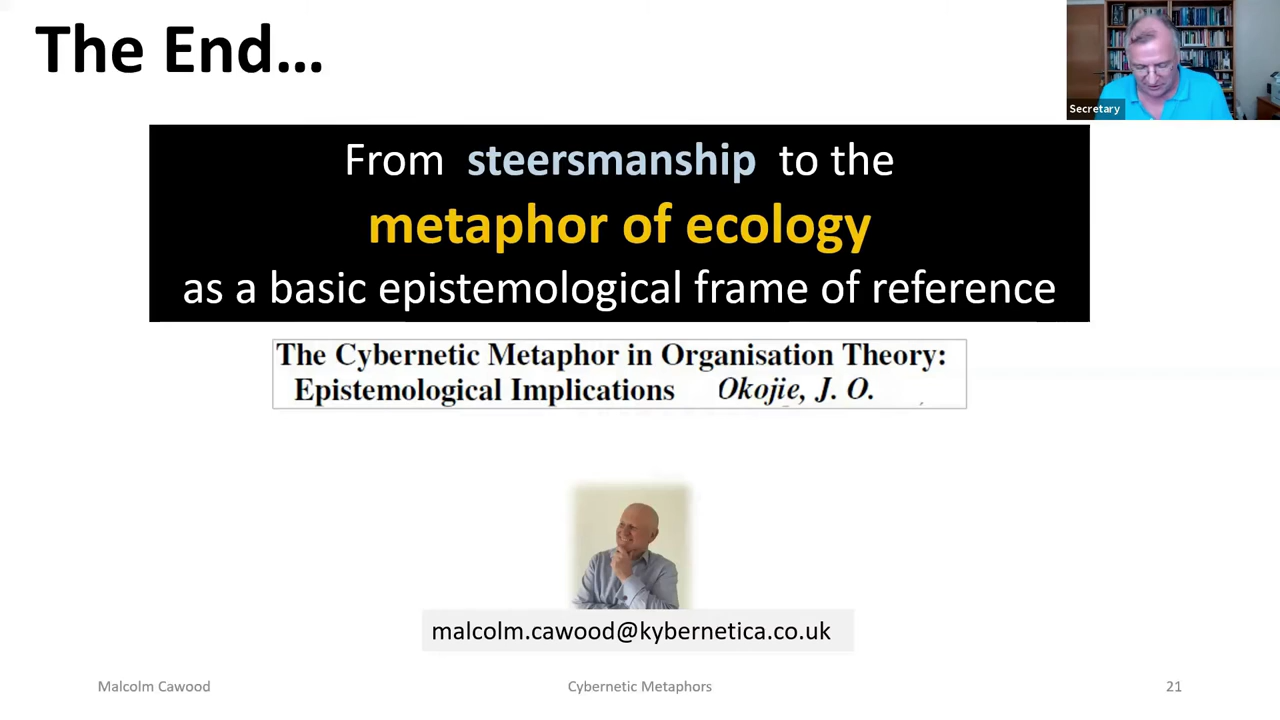 The End...
Secretary
From steersmanship to the
metaphor of ecology
as a basic epistemological frame of reference
The Cybernetic Metaphor in Organisation Theory:
Epistemological Implications Okojie, J. O.
malcolm.cawood@kybernetica.co.uk
Malcolm Cawood
Cybernetic Metaphors
21